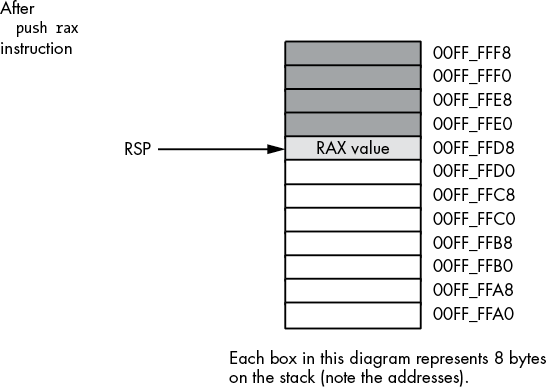 After
push rax
instruction
00FF_FFF8
00FF_FFF0
00FF_FFE8
00FF_FFE0
RSP RAX value 00FF_FFD8
00FF_FFD0
00FF_FFC8
00FF_FFC0
00FF_FFB8
00FF_FFB0
00FF_FFA8
00FF_FFA0
Each box in this diagram represents 8 bytes
on the stack (note the addresses).